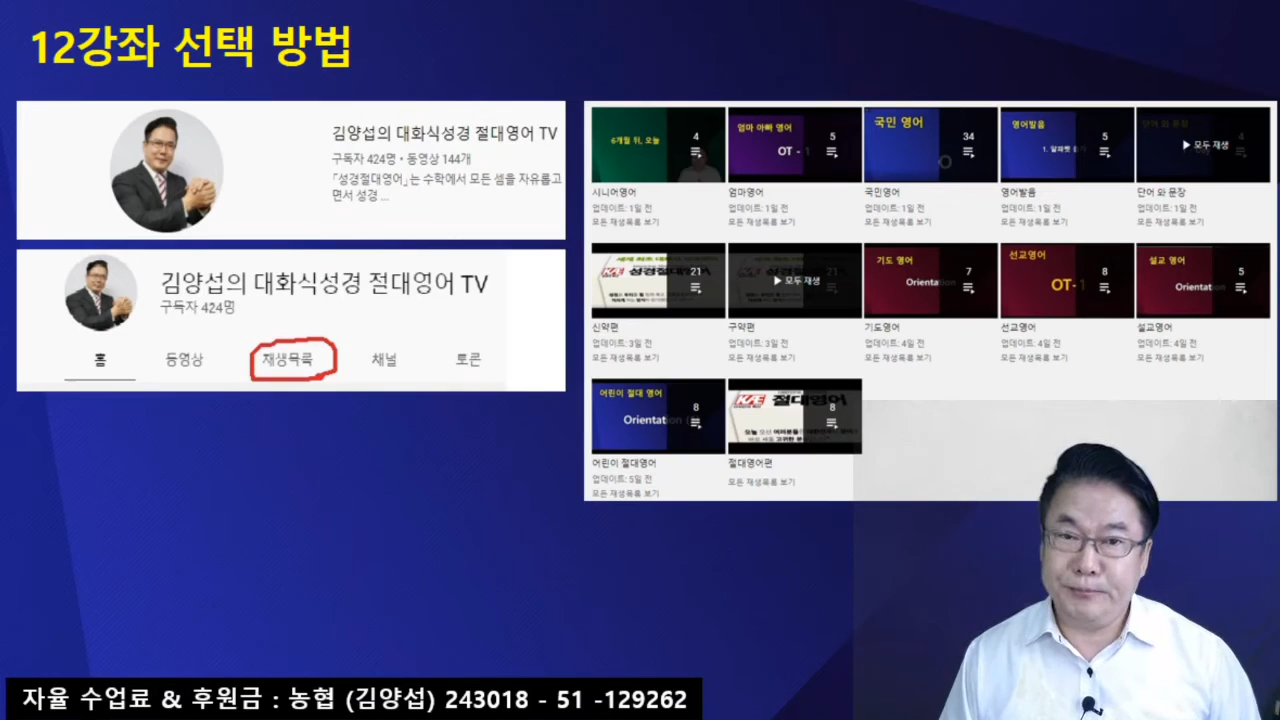 12강좌 선택 방법
김양섭의 대화식성경 절대영어 TV
구독자 424명 • 동영상 144개
「성경절대영어」는 수학에서 모든 셈을 자유롭고
면서 성경 ...
김양섭의 대화식성경 절대영어 TV
구독자 424명
홈 동영상 재생목록 채널 토론
6개월 뒤, 오늘
4
엄마 아빠 영어
OT -
5
국민 영어
34
영어발음
1. 알파벳
5
단어 와 문장
모두 재생
4
시니어영어 엄마영어 국민영어 영어발음 단어 와 문장
업데이트: 1일 전 업데이트: 1일 전 업데이트: 1일 전 업데이트: 1일 전 업데이트: 1일 전
모든 재생목록 보기 모든 재생목록 보기 모든 재생목록 보기 모든 재생목록 보기 모든 재생목록 보기
KAE 성경절대영어
21
성경절대영어
모두 재생
21
기도 영어
Orientation
7
선교영어
OT-1
8
설교 영어
Orientation
5
신약편 구약편 기도영어 선교영어 설교영어
업데이트: 3일 전 업데이트: 3일 전 업데이트: 4일 전 업데이트: 4일 전 업데이트: 4일 전
모든 재생목록 보기 모든 재생목록 보기 모든 재생목록 보기 모든 재생목록 보기 모든 재생목록 보기
어린이 절대 영어
Orientation
8
KAE 절대영어
8
어린이 절대영어 절대영어편
업데이트: 5일 전 모든 재생목록 보기
모든 재생목록 보기
자율 수업료 & 후원금 : 농협 (김양섭) 243018 - 51 -129262